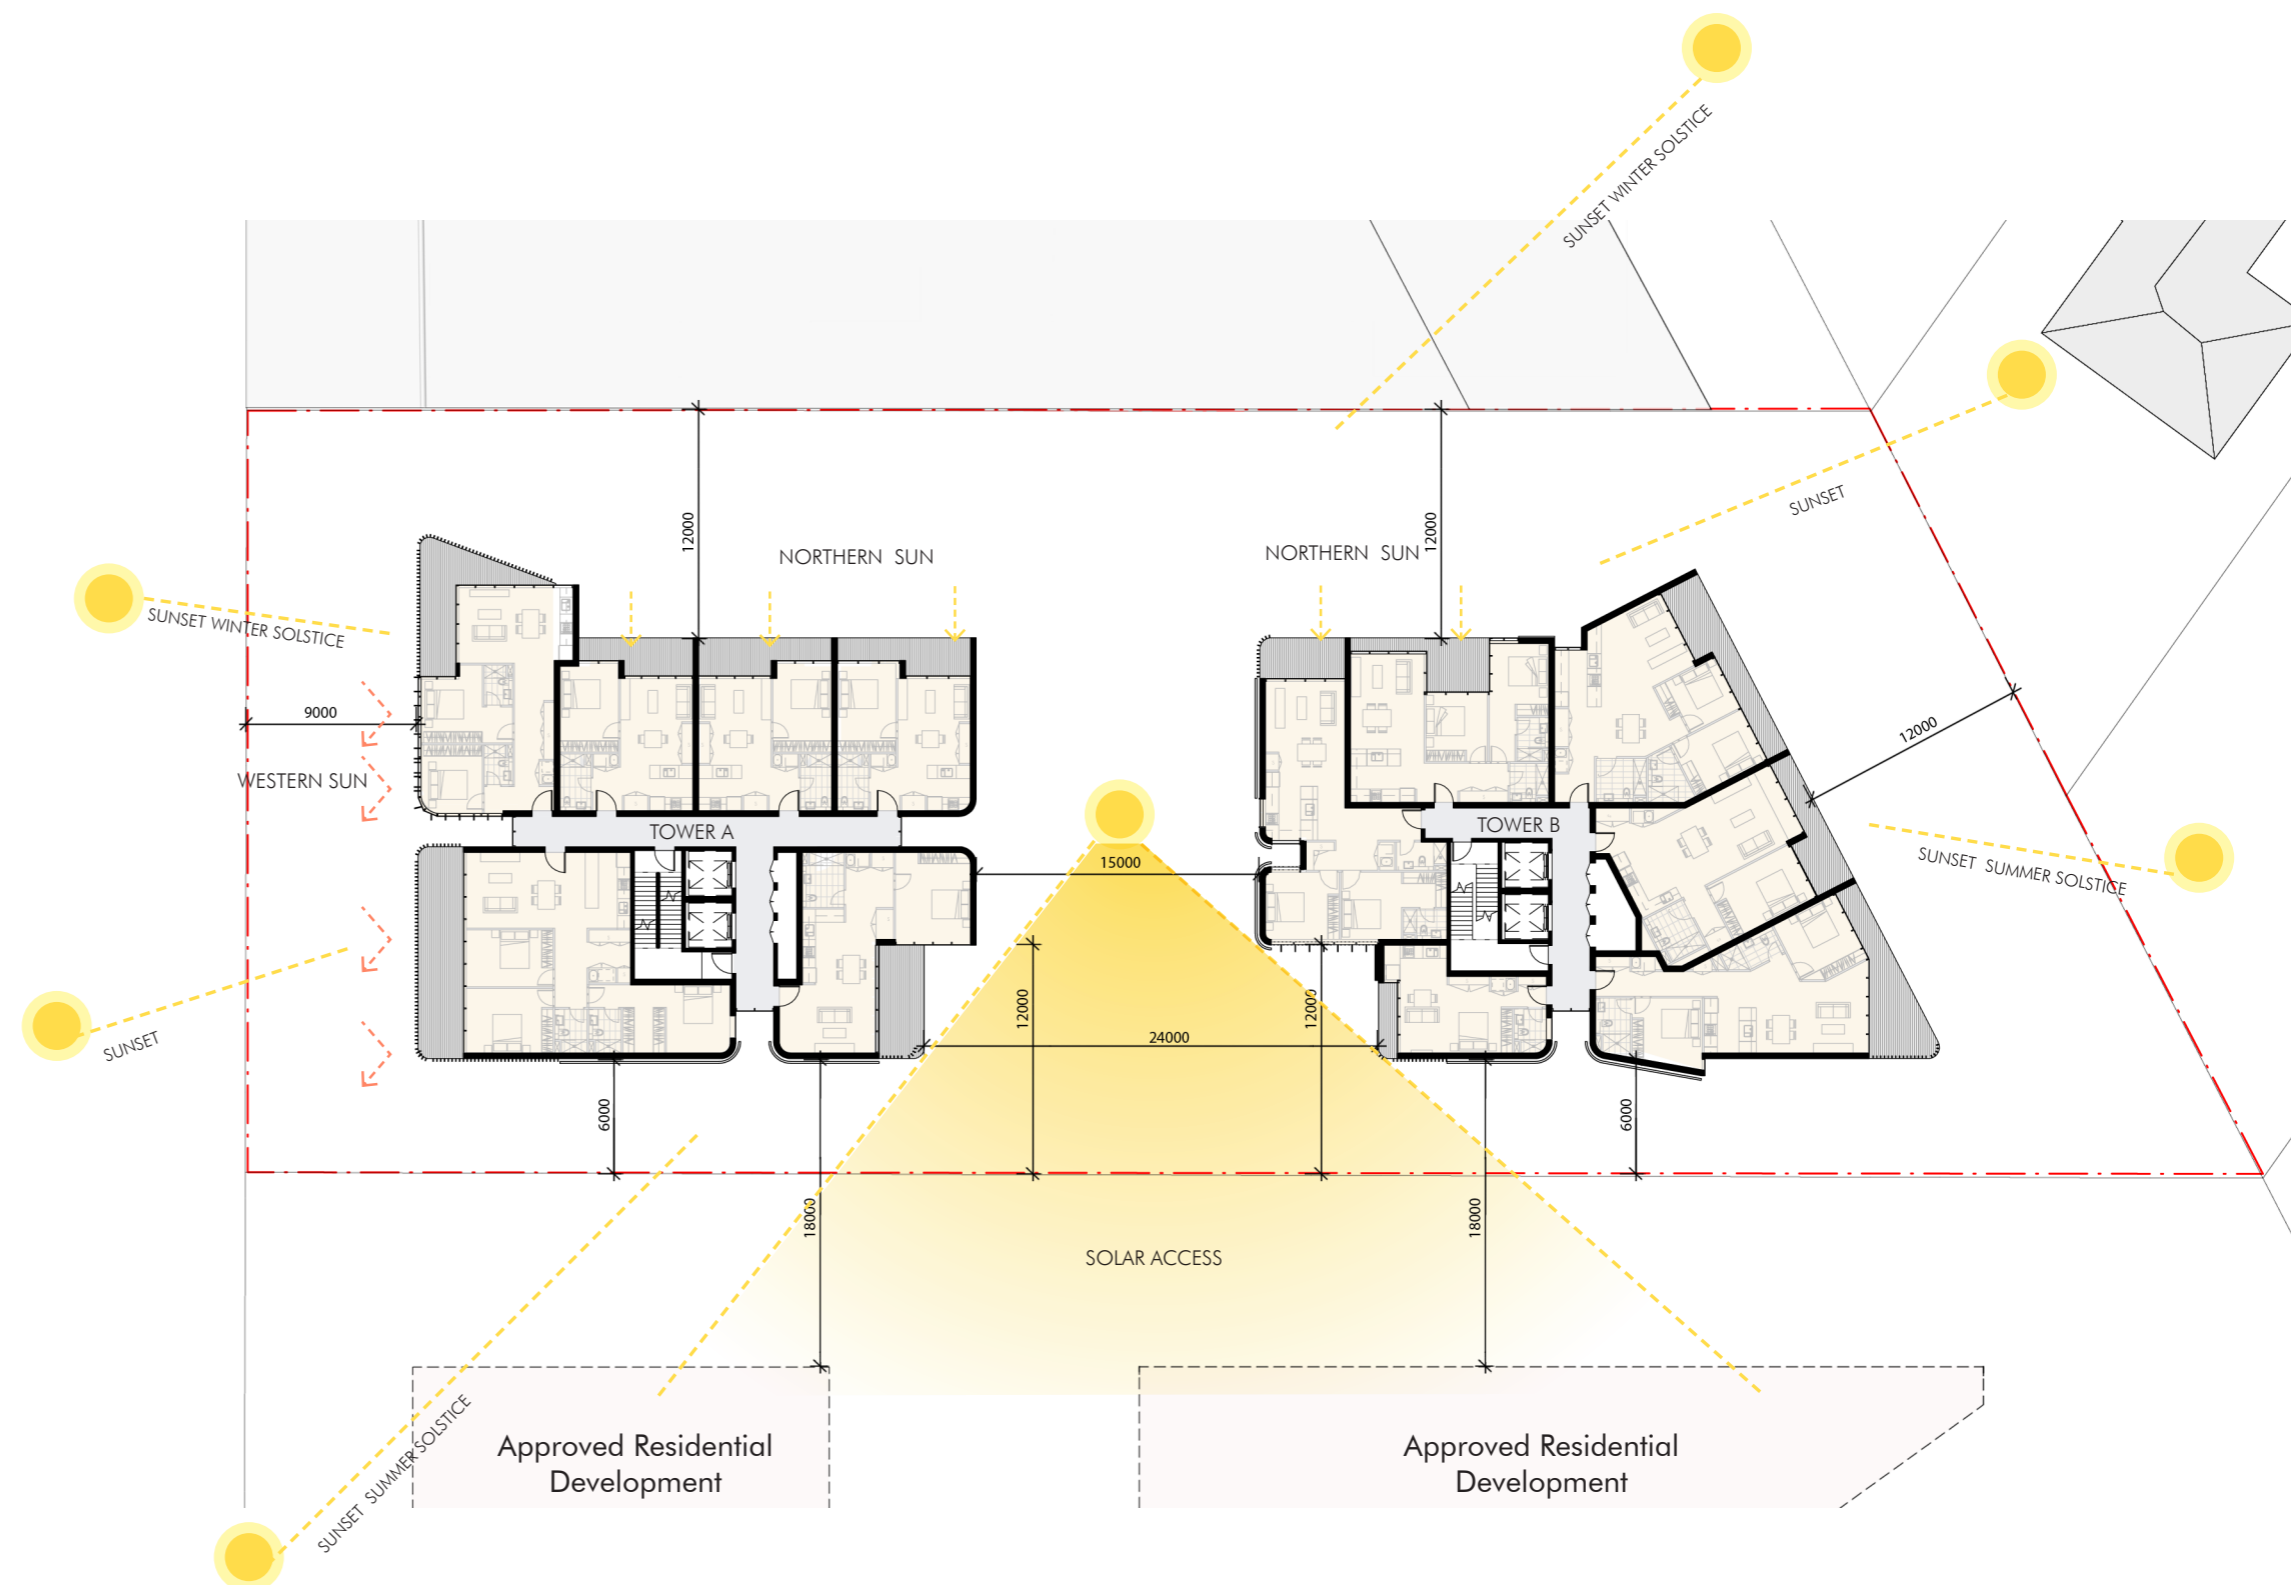 SUNSET WINTER SOLSTICE
SUNSET
12000
12000
NORTHERN  SUN
NORTHERN  SUN
SUNSET WINTER SOLSTICE
9000
12000
WESTERN SUN
TOWER A
TOWER B
15000
SUNSET  SUMMER SOLSTICE
12000
12000
24000
SUNSET
6000
6000
18000
18000
SOLAR ACCESS
SUNSET  SUMMER SOLSTICE
Approved Residential
Development
Approved Residential
Development